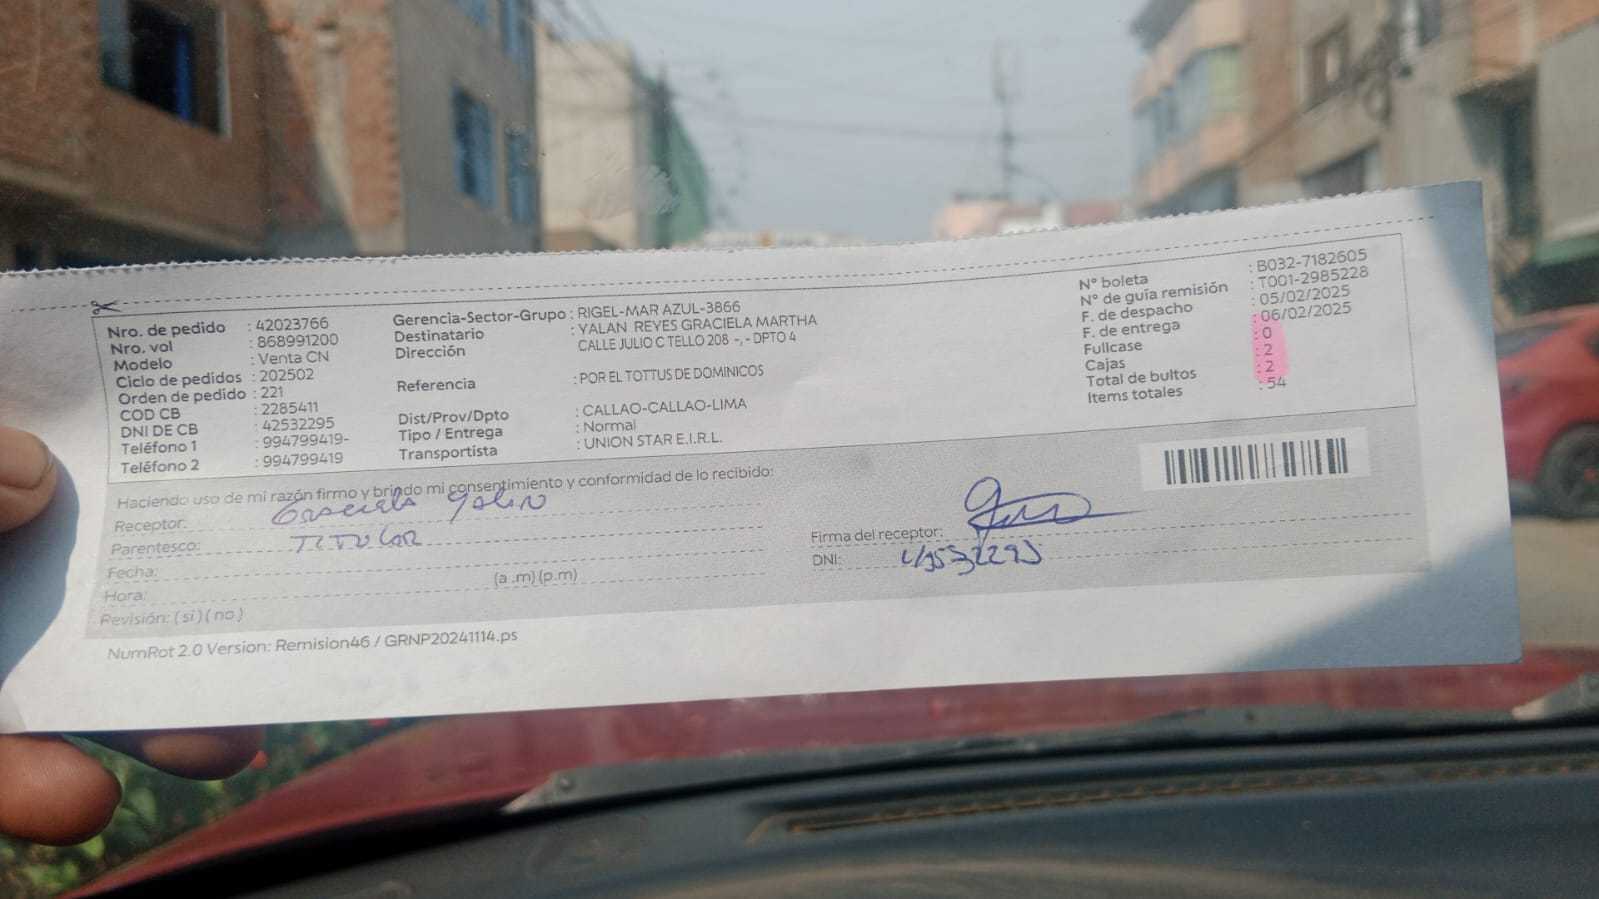 Nro. de pedido : 42023766
Nro. vol : 868991200
Modelo : Venta CN
Ciclo de pedidos : 202502
Orden de pedido : 221
COD CB : 2285411
DNI DE CB : 42532295
Teléfono 1 : 994799419-
Teléfono 2 : 994799419
Gerencia-Sector-Grupo : RIGEL-MAR AZUL-3866
Destinatario : YALAN REYES GRACIELA MARTHA
Dirección : CALLE JULIO C TELLO 208 -, - DPTO 4
Referencia : POR EL TOTTUS DE DOMINICOS
Dist/Prov/Dpto : CALLAO-CALLAO-LIMA
Tipo / Entrega : Normal
Transportista : UNION STAR E.I.R.L.
N° boleta : B032-7182605
N° de guía remisión : T001-2985228
F. de despacho : 05/02/2025
F. de entrega : 06/02/2025
Fullcase : 0
Cajas : 2
Total de bultos : 2
Items totales : 54
Haciendo uso de mi razón firmo y brindo mi consentimiento y conformidad de lo recibido:
Receptor: Graciela Yalan
Parentesco: TITULAR
Fecha:
Hora: (a .m) (p.m)
Revisión: ( si ) ( no )
Firma del receptor:
DNI:
NumRot 2.0 Version: Remision46 / GRNP20241114.ps